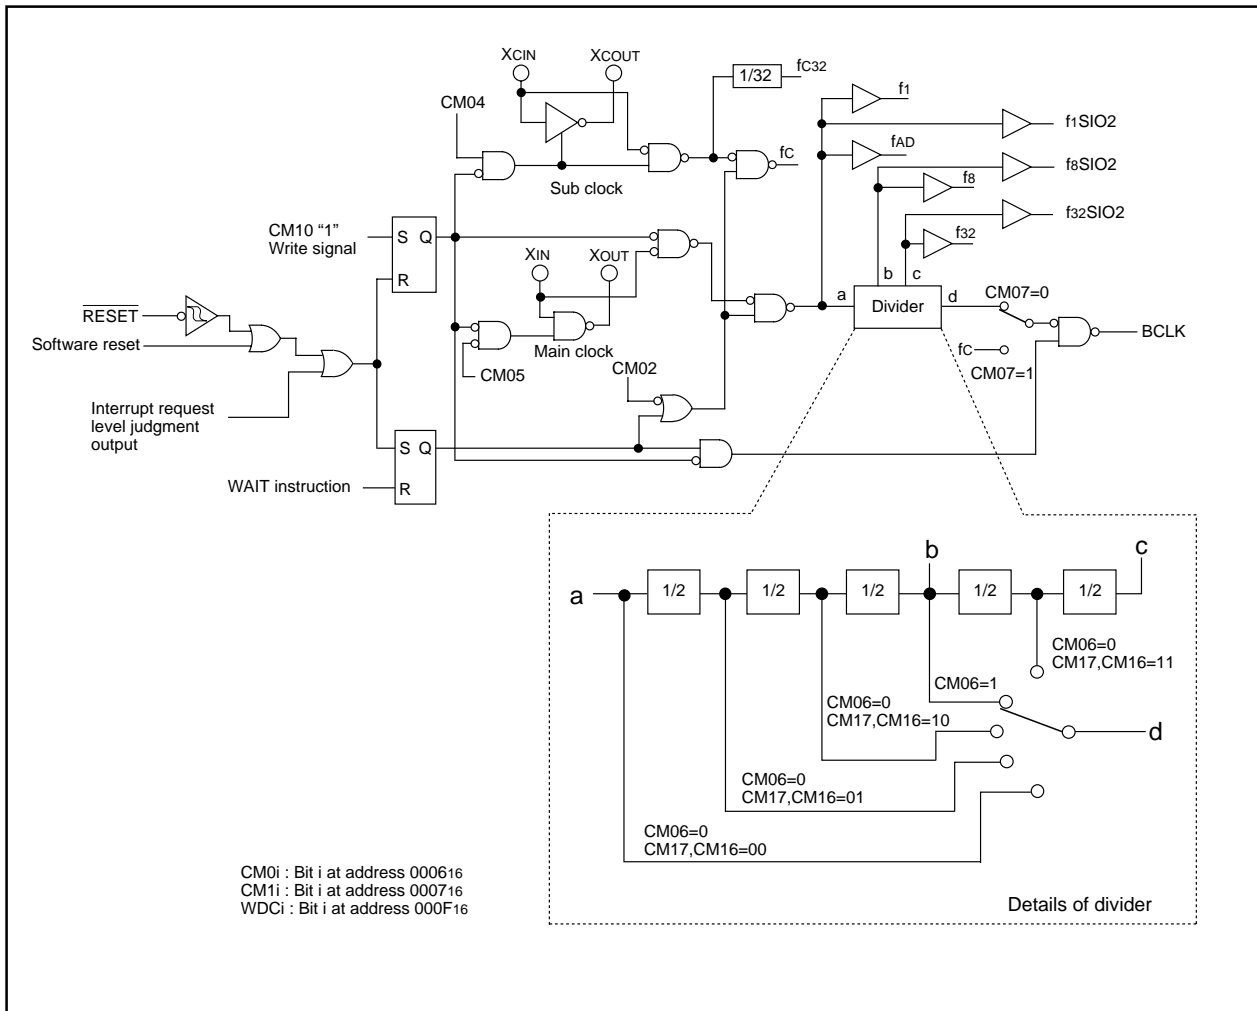 XCIN
XCOUT
1/32
fC32
CM04
f1
f1SIO2
fAD
fC
f8SIO2
Sub clock
f8
f32SIO2
f32
CM10 “1”
Write signal
S Q
R
XIN
XOUT
b c
a
Divider
d
CM07=0
RESET
Software reset
BCLK
fC
CM07=1
Main clock
CM05
CM02
Interrupt request
level judgment
output
S Q
R
WAIT instruction
a
1/2
1/2
1/2
b
1/2
1/2
c
CM06=0
CM17,CM16=11
CM06=1
CM06=0
CM17,CM16=10
d
CM06=0
CM17,CM16=01
CM06=0
CM17,CM16=00
CM0i : Bit i at address 000616
CM1i : Bit i at address 000716
WDCi : Bit i at address 000F16
Details of divider